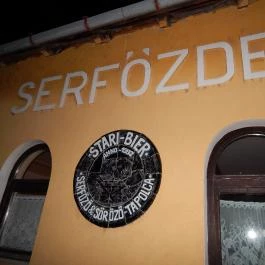 SERFŐZDE
STARI-BIER
SERFŐZŐ & SÖRÖZŐ TAPOLCA